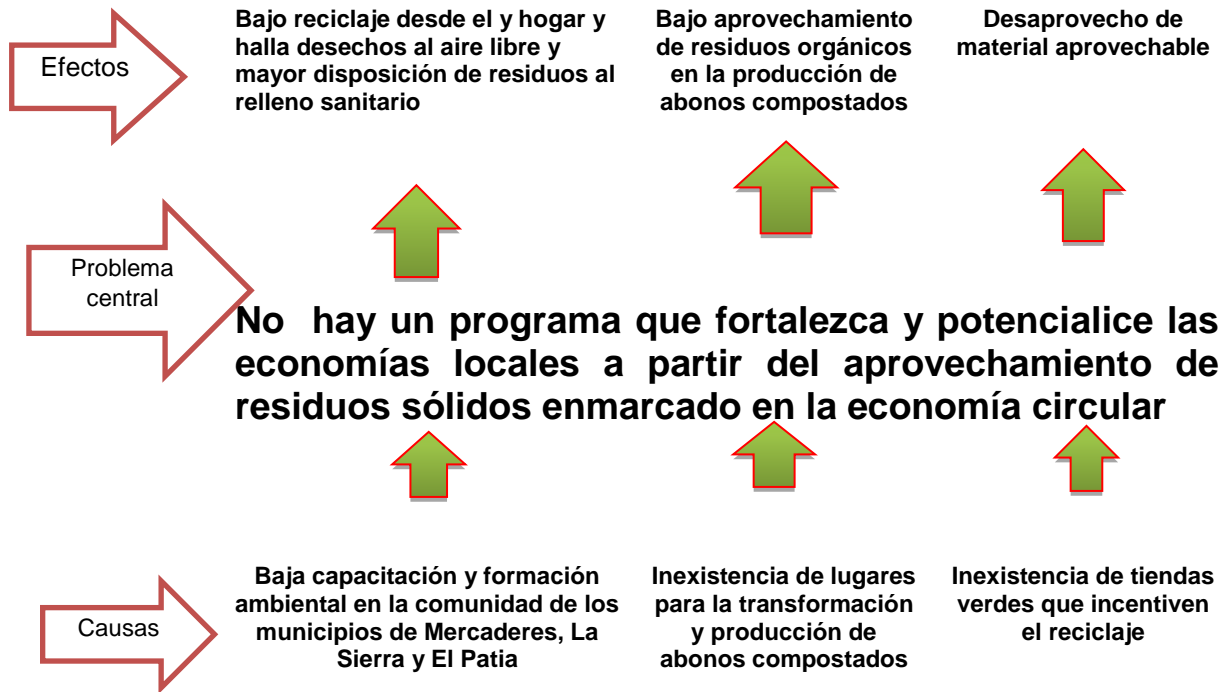 Efectos
Bajo reciclaje desde el y hogar y
halla desechos al aire libre y
mayor disposición de residuos al
relleno sanitario
Bajo aprovechamiento
de residuos orgánicos
en la producción de
abonos compostados
Desaprovecho de
material aprovechable
Problema
central
No hay un programa que fortalezca y potencialice las
economías locales a partir del aprovechamiento de
residuos sólidos enmarcado en la economía circular
Causas
Baja capacitación y formación
ambiental en la comunidad de los
municipios de Mercaderes, La
Sierra y El Patia
Inexistencia de lugares
para la transformación
y producción de
abonos compostados
Inexistencia de tiendas
verdes que incentiven
el reciclaje